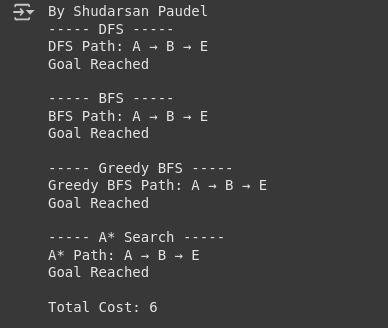 By Shudarsan Paudel
----- DFS -----
DFS Path: A → B → E
Goal Reached
----- BFS -----
BFS Path: A → B → E
Goal Reached
----- Greedy BFS -----
Greedy BFS Path: A → B → E
Goal Reached
----- A* Search -----
A* Path: A → B → E
Goal Reached
Total Cost: 6